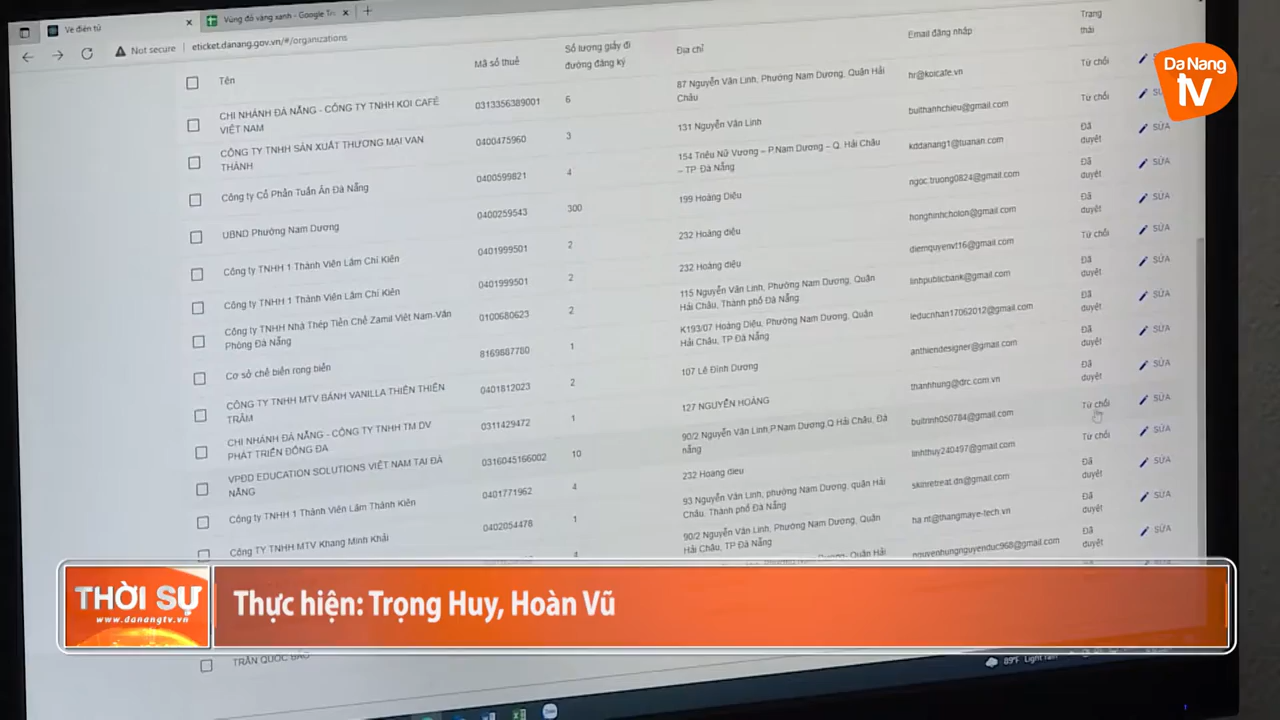 Vé điện tử
Vùng đỏ vàng xanh - Google Tra
Not secure eticket.danang.gov.vn/#/organizations
Tên Mã số thuế Số lượng giấy đi đường đăng ký Địa chỉ Email đăng nhập Trạng thái
Da Nang
tv
CHI NHÁNH ĐÀ NẴNG - CÔNG TY TNHH KOI CAFÉ VIỆT NAM 0313356389001 6 87 Nguyễn Văn Linh, Phường Nam Dương, Quận Hải Châu hr@koicafe.vn Từ chối
CÔNG TY TNHH SẢN XUẤT THƯƠNG MẠI VẠN THÀNH 0400475960 3 131 Nguyễn Văn Linh buithanhchieu@gmail.com Từ chối
Công ty Cổ Phần Tuấn Ân Đà Nẵng 0400599821 4 154 Triệu Nữ Vương – P.Nam Dương – Q. Hải Châu – TP Đà Nẵng kddanang1@tuanan.com Đã duyệt SỬA
UBND Phường Nam Dương 0400259543 300 199 Hoàng Diệu ngoc.truong0824@gmail.com Đã duyệt SỬA
Công ty TNHH 1 Thành Viên Lâm Chí Kiên 0401999501 2 232 Hoàng diệu honghinhcholon@gmail.com Đã duyệt SỬA
Công ty TNHH 1 Thành Viên Lâm Chí Kiên 0401999501 2 232 Hoàng diệu diemquyenvt16@gmail.com Từ chối SỬA
Công ty TNHH Nhà Thép Tiền Chế Zamil Việt Nam-Văn Phòng Đà Nẵng 0100680623 2 115 Nguyễn Văn Linh, Phường Nam Dương, Quận Hải Châu, Thành phố Đà Nẵng linhpublicbank@gmail.com Đã duyệt SỬA
Cơ sở chế biến rong biển 8169887780 1 K193/07 Hoàng Diệu, Phường Nam Dương, Quận Hải Châu, TP Đà Nẵng leducnhan17062012@gmail.com Đã duyệt SỬA
CÔNG TY TNHH MTV BÁNH VANILLA THIÊN THIÊN TRÂM 0401812023 2 107 Lê Đình Dương anthiendesigner@gmail.com Đã duyệt SỬA
CHI NHÁNH ĐÀ NẴNG - CÔNG TY TNHH TM DV PHÁT TRIỂN ĐÔNG ĐA 0311429472 1 127 NGUYỄN HOÀNG thanhhung@drc.com.vn Đã duyệt SỬA
VPĐD EDUCATION SOLUTIONS VIỆT NAM TẠI ĐÀ NẴNG 0316045166002 10 90/2 Nguyễn Văn Linh,P.Nam Dương,Q.Hải Châu, Đà nẵng buitrinh050784@gmail.com Từ chối SỬA
Công ty TNHH 1 Thành Viên Lâm Thành Kiên 0401771962 4 232 Hoang dieu linhthuy240497@gmail.com Từ chối SỬA
Công TY TNHH MTV Khang Minh Khải 0402054478 1 93 Nguyễn Văn Linh, phường Nam Dương, quận Hải Châu, Thành phố Đà Nẵng skinretreat.dn@gmail.com Đã duyệt SỬA
4 90/2 Nguyễn Văn Linh, Phường Nam Dương, Quận Hải Châu, TP Đà Nẵng ha.nt@thangmaye-tech.vn Đã duyệt SỬA
nguyenhungnguyenduc968@gmail.com Đã duyệt SỬA
THỜI SỰ
www.danangtv.vn
Thực hiện: Trọng Huy, Hoàn Vũ
TRẦN QUỐC BẢO
89°F Light rain